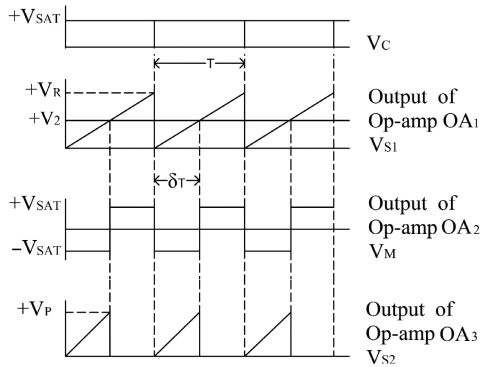 +VSAT
VC
T
+VR
+V2
Output of
Op-amp OA1
VS1
δT
+VSAT
−VSAT
Output of
Op-amp OA2
VM
+VP
Output of
Op-amp OA3
VS2